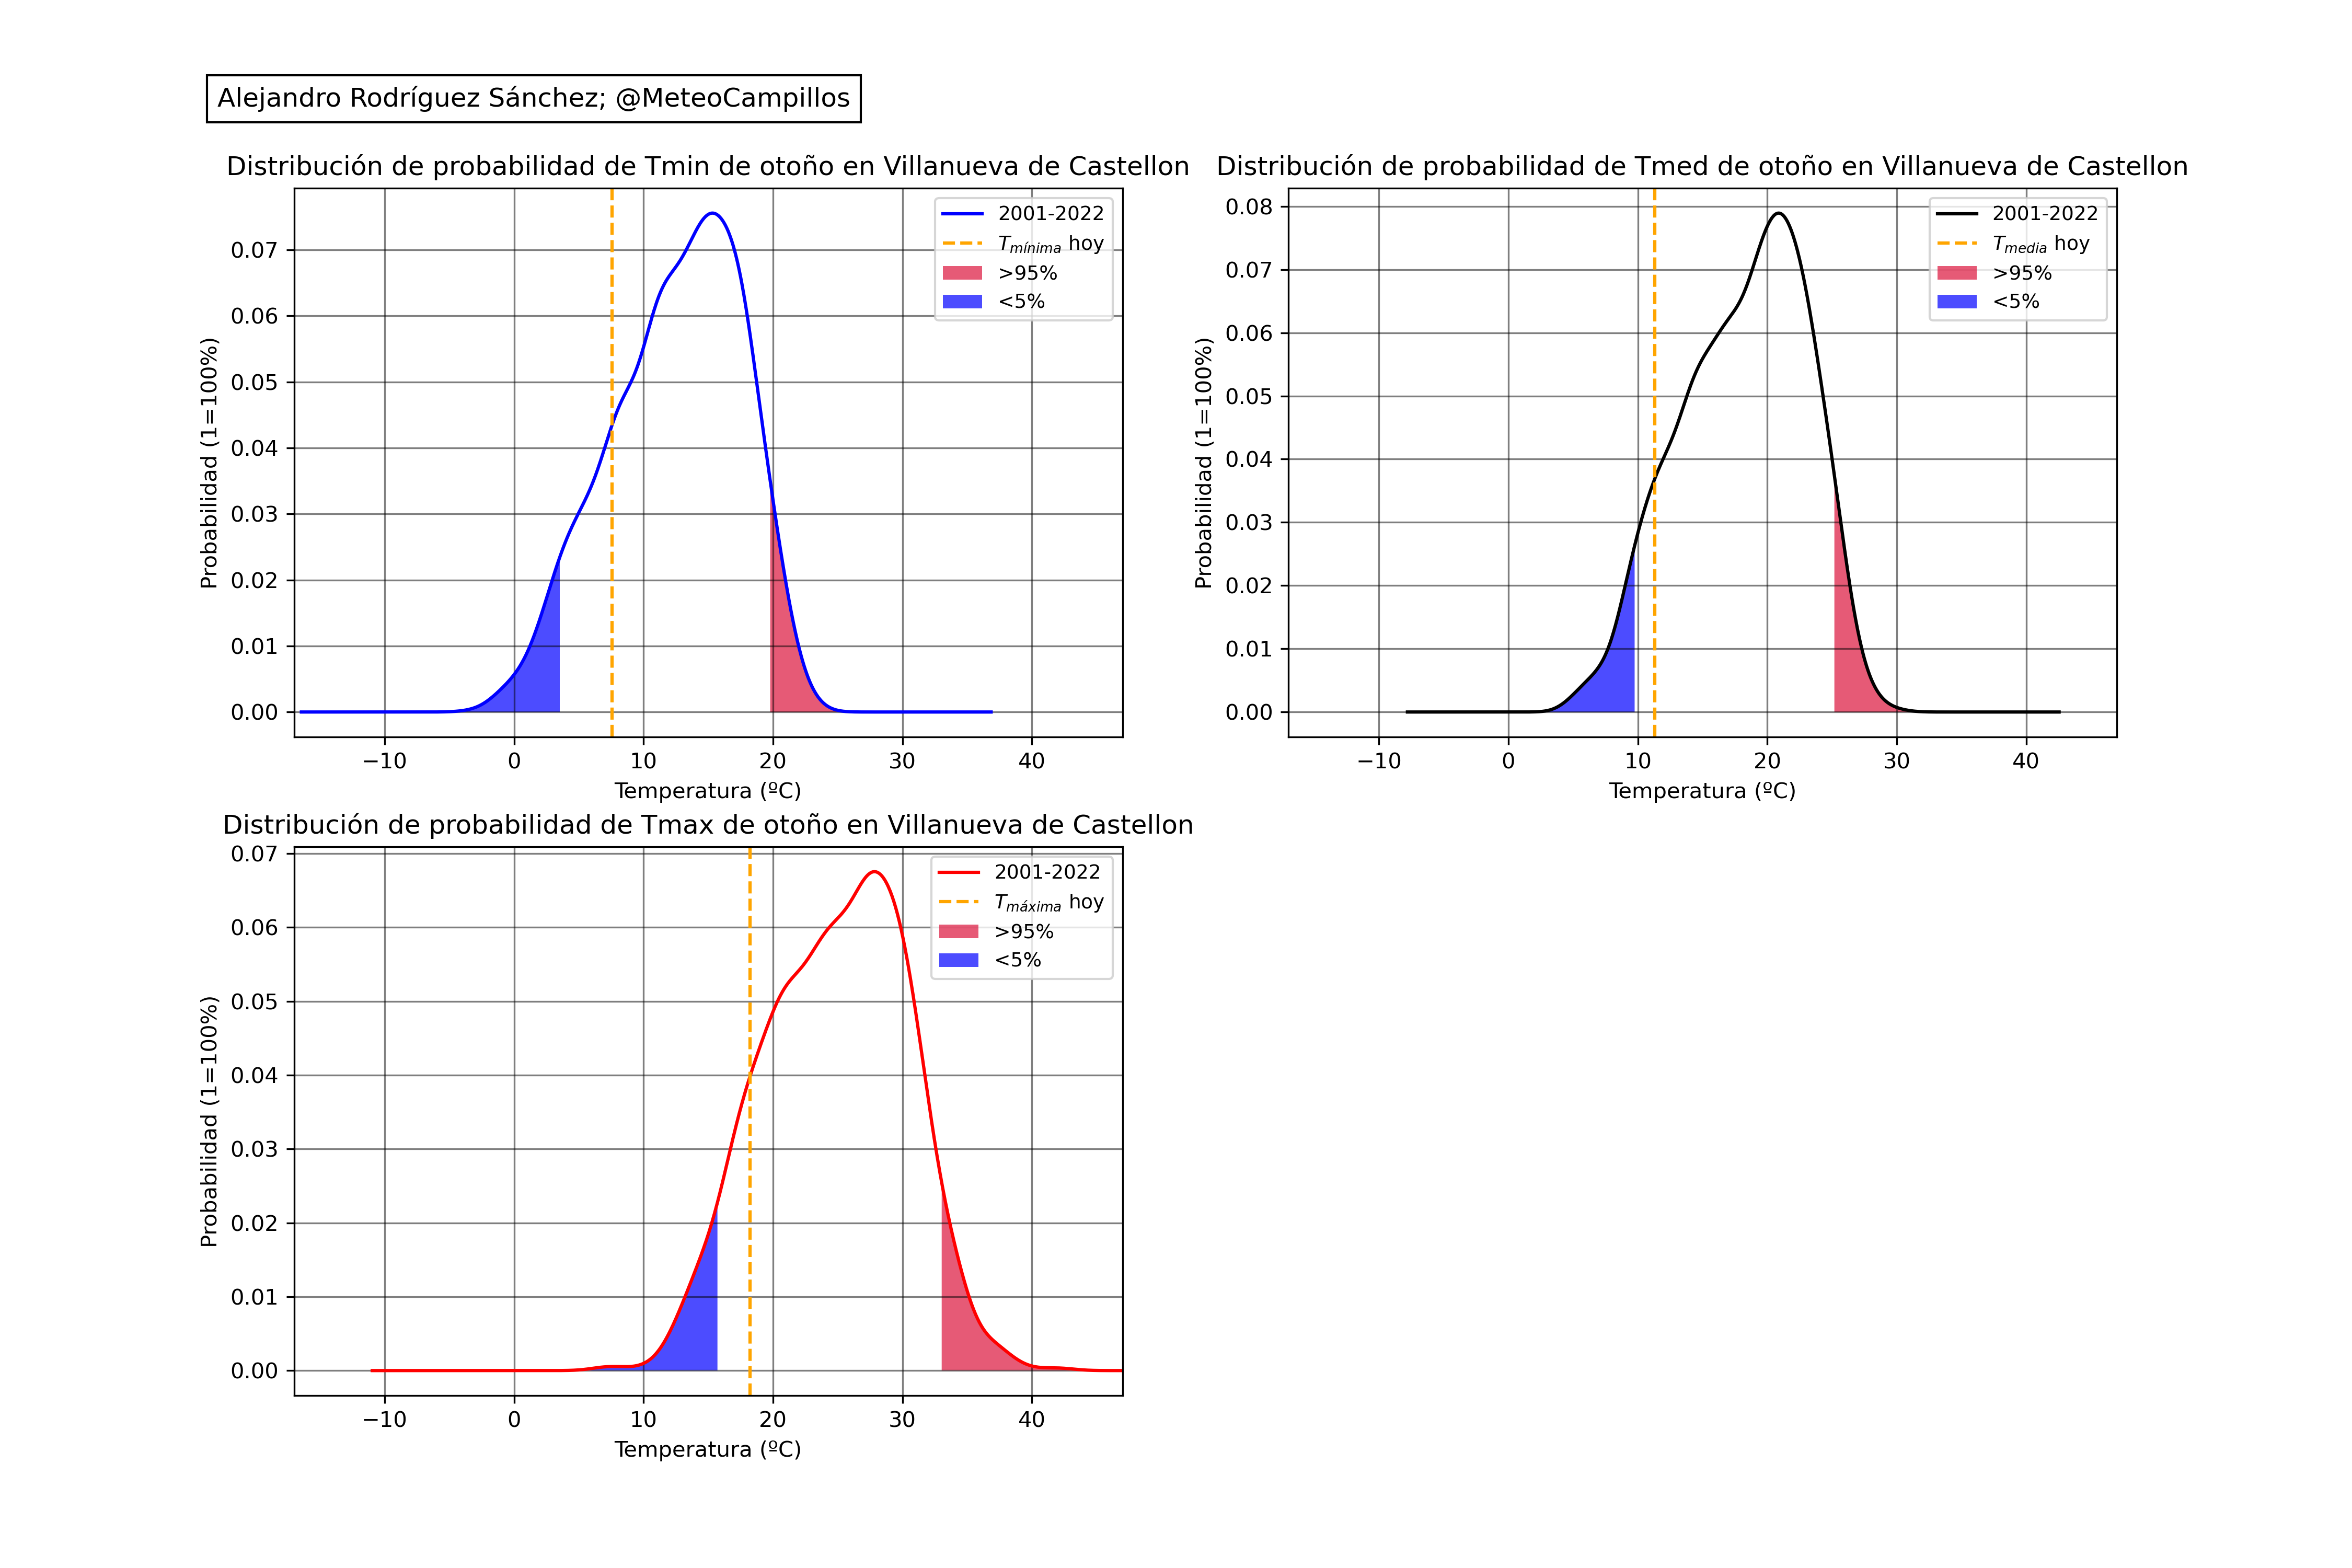 Alejandro Rodríguez Sánchez; @MeteoCampillos
Distribución de probabilidad de Tmin de otoño en Villanueva de Castellon
Probabilidad (1=100%)
0.07
0.06
0.05
0.04
0.03
0.02
0.01
0.00
2001-2022
Tmínima hoy
>95%
<5%
−10 0 10 20 30 40
Temperatura (ºC)
Distribución de probabilidad de Tmed de otoño en Villanueva de Castellon
Probabilidad (1=100%)
0.08
0.07
0.06
0.05
0.04
0.03
0.02
0.01
0.00
2001-2022
Tmedia hoy
>95%
<5%
−10 0 10 20 30 40
Temperatura (ºC)
Distribución de probabilidad de Tmax de otoño en Villanueva de Castellon
Probabilidad (1=100%)
0.07
0.06
0.05
0.04
0.03
0.02
0.01
0.00
2001-2022
Tmáxima hoy
>95%
<5%
−10 0 10 20 30 40
Temperatura (ºC)